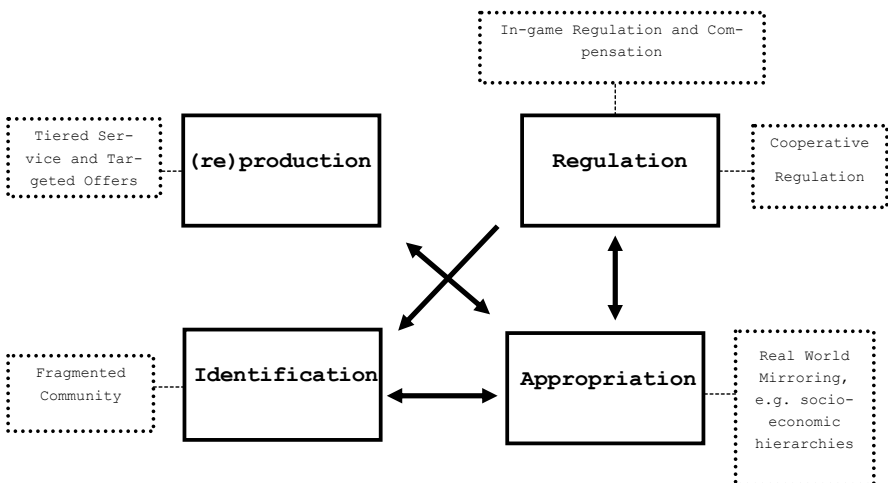 In-game Regulation and Com-
pensation
Tiered Ser-
vice and Tar-
geted Offers
(re)production
Regulation
Cooperative
Regulation
Fragmented
Community
Identification
Appropriation
Real World
Mirroring,
e.g. socio-
economic
hierarchies